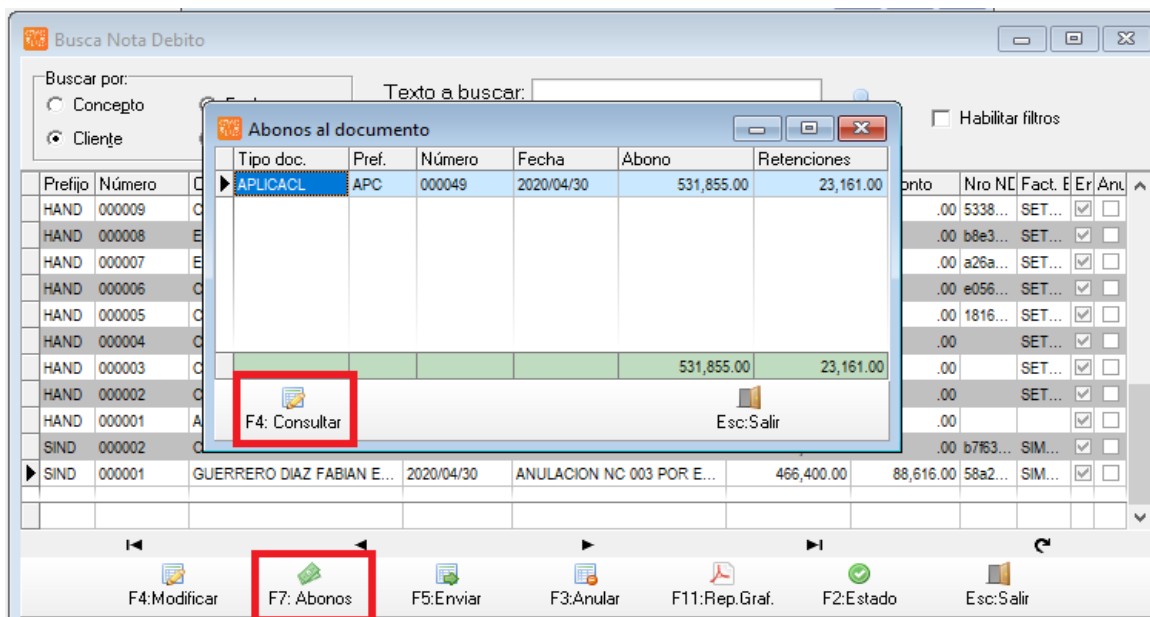 Busca Nota Debito
Buscar por:
Concepto
Cliente
Texto a buscar:
Habilitar filtros
Abonos al documento
Tipo doc. Pref. Número Fecha Abono Retenciones
APLICACL APC 000049 2020/04/30 531,855.00 23,161.00
531,855.00 23,161.00
F4: Consultar Esc:Salir
Prefijo Número onto Nro ND Fact. E Er Anu
HAND 000009 C .00 5338... SET...
HAND 000008 E .00 b8e3... SET...
HAND 000007 E .00 a26a... SET...
HAND 000006 C .00 e056... SET...
HAND 000005 C .00 1816... SET...
HAND 000004 C .00 SET...
HAND 000003 C .00 SET...
HAND 000002 C .00 SET...
HAND 000001 A .00
SIND 000002 C .00 b7f63... SIM...
SIND 000001 GUERRERO DIAZ FABIAN E... 2020/04/30 ANULACION NC 003 POR E... 466,400.00 88,616.00 58a2... SIM...
F4:Modificar F7: Abonos F5:Enviar F3:Anular F11:Rep.Graf. F2:Estado Esc:Salir